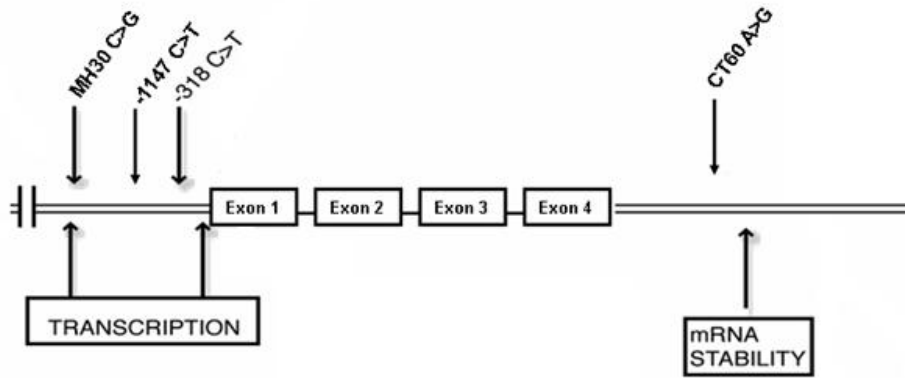 MH30 C>G
-1147 C>T
-318 C>T
CT60 A>G
Exon 1
Exon 2
Exon 3
Exon 4
TRANSCRIPTION
mRNA
STABILITY